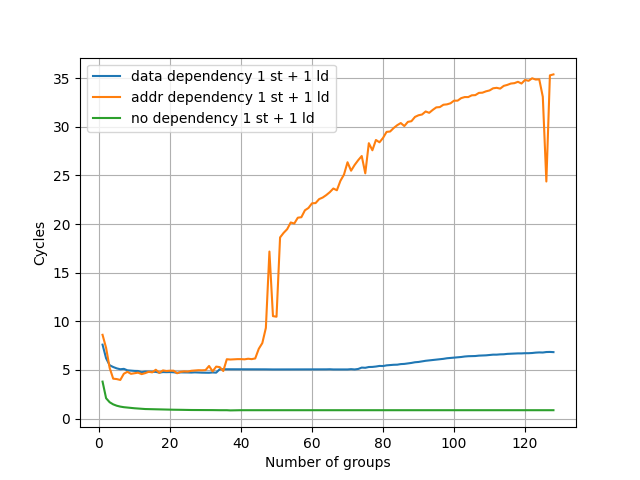 data dependency 1 st + 1 ld
addr dependency 1 st + 1 ld
no dependency 1 st + 1 ld
35
30
25
20
15
10
5
0
Cycles
0 20 40 60 80 100 120
Number of groups